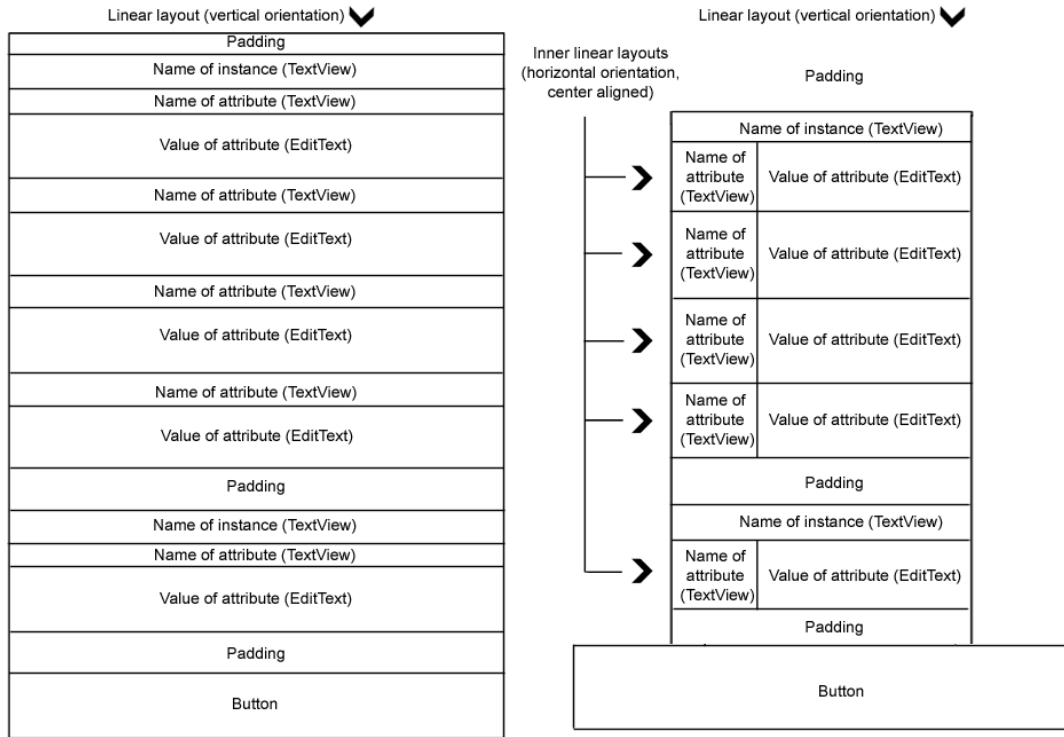 Linear layout (vertical orientation)
Padding
Name of instance (TextView)
Name of attribute (TextView)
Value of attribute (EditText)
Name of attribute (TextView)
Value of attribute (EditText)
Name of attribute (TextView)
Value of attribute (EditText)
Name of attribute (TextView)
Value of attribute (EditText)
Padding
Name of instance (TextView)
Name of attribute (TextView)
Value of attribute (EditText)
Padding
Button
Linear layout (vertical orientation)
Inner linear layouts
(horizontal orientation,
center aligned)
Padding
Name of instance (TextView)
Name of
attribute
(TextView)
Value of attribute (EditText)
Name of
attribute
(TextView)
Value of attribute (EditText)
Name of
attribute
(TextView)
Value of attribute (EditText)
Name of
attribute
(TextView)
Value of attribute (EditText)
Padding
Name of instance (TextView)
Name of
attribute
(TextView)
Value of attribute (EditText)
Padding
Button